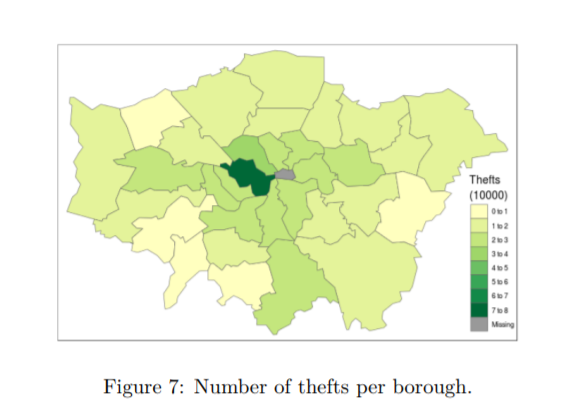 Thefts
(10000)
0 to 1
1 to 2
2 to 3
3 to 4
4 to 5
5 to 6
6 to 7
7 to 8
Missing
Figure 7: Number of thefts per borough.